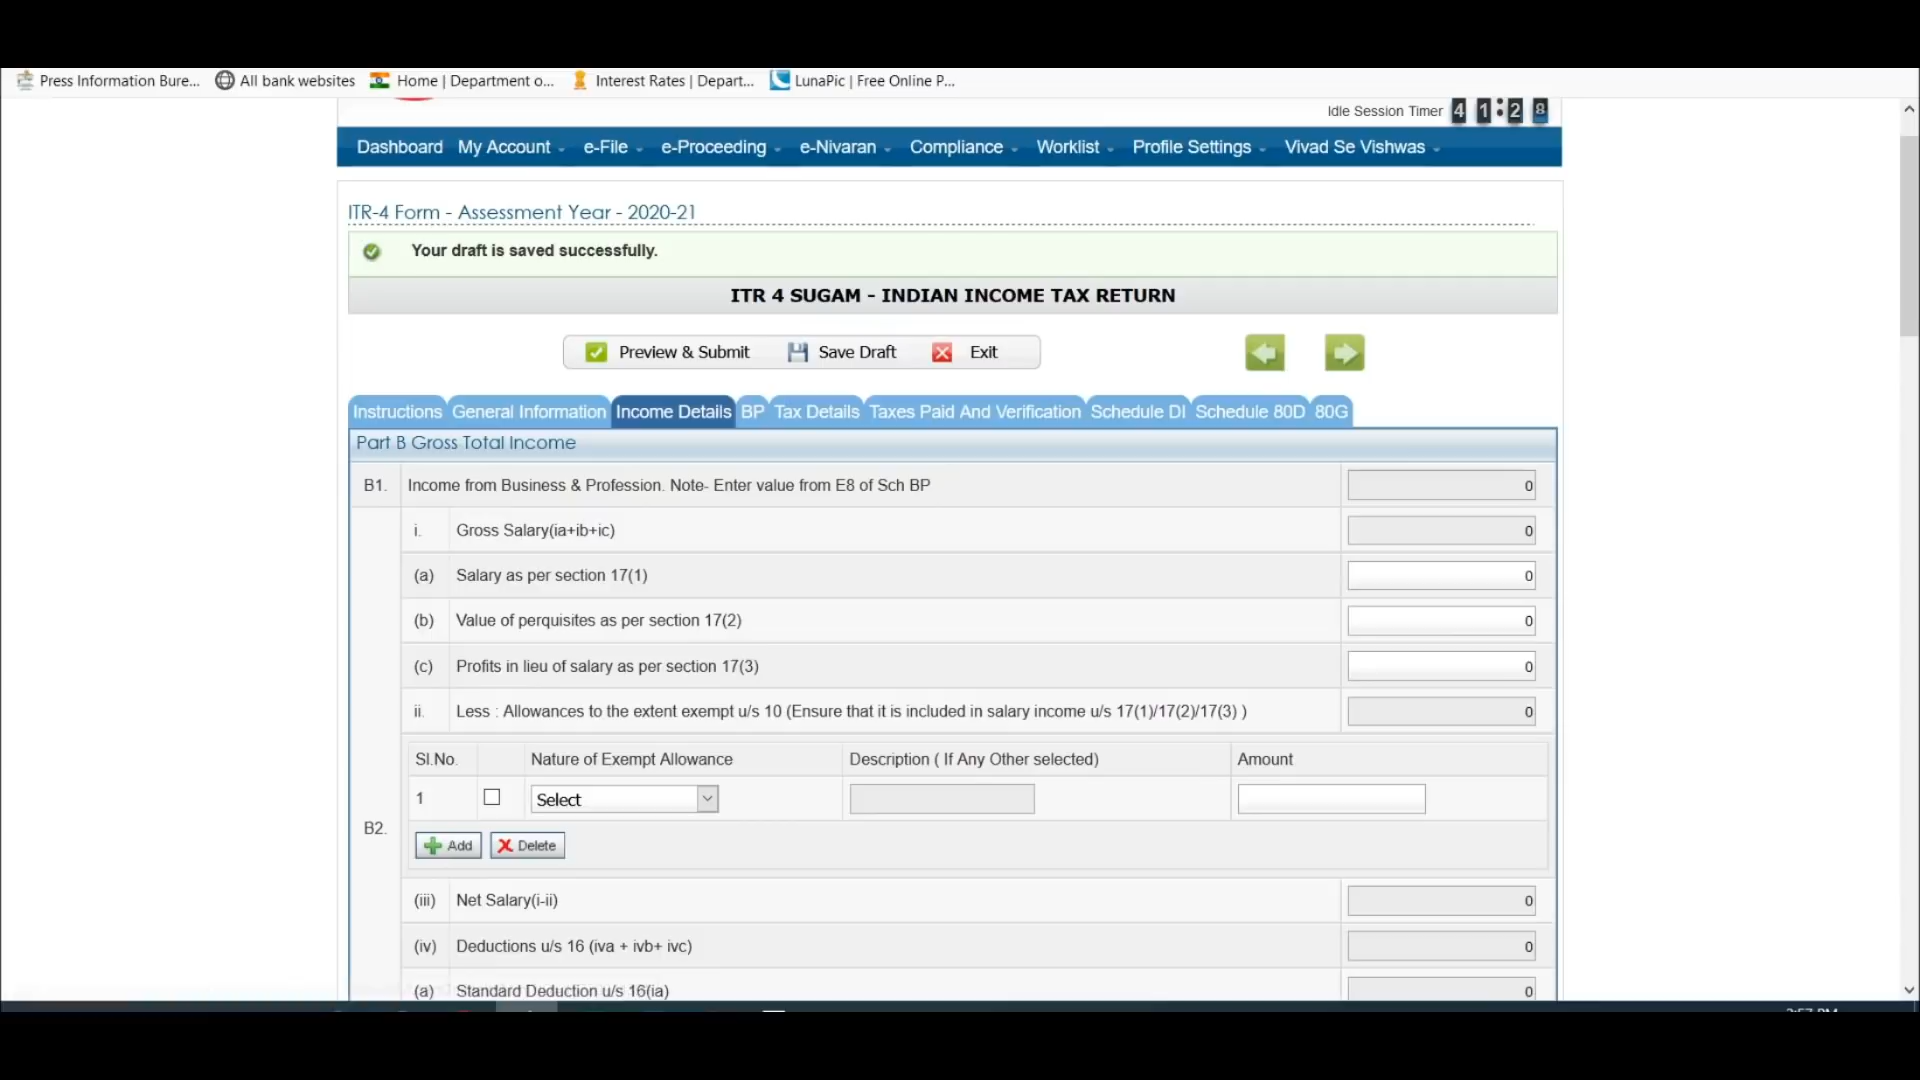 Press Information Bure... All bank websites Home | Department o... Interest Rates | Depart... LunaPic | Free Online P...
Idle Session Timer 41:28
Dashboard My Account e-File e-Proceeding e-Nivaran Compliance Worklist Profile Settings Vivad Se Vishwas
ITR-4 Form - Assessment Year - 2020-21
Your draft is saved successfully.
ITR 4 SUGAM - INDIAN INCOME TAX RETURN
Preview & Submit Save Draft Exit
Instructions General Information Income Details BP Tax Details Taxes Paid And Verification Schedule DI Schedule 80D 80G
Part B Gross Total Income
B1. Income from Business & Profession. Note- Enter value from E8 of Sch BP 0
i. Gross Salary(ia+ib+ic) 0
(a) Salary as per section 17(1) 0
(b) Value of perquisites as per section 17(2) 0
(c) Profits in lieu of salary as per section 17(3) 0
ii. Less : Allowances to the extent exempt u/s 10 (Ensure that it is included in salary income u/s 17(1)/17(2)/17(3) ) 0
Sl.No. Nature of Exempt Allowance Description ( If Any Other selected) Amount
1 Select
B2.
Add Delete
(iii) Net Salary(i-ii) 0
(iv) Deductions u/s 16 (iva + ivb+ ivc) 0
(a) Standard Deduction u/s 16(ia) 0